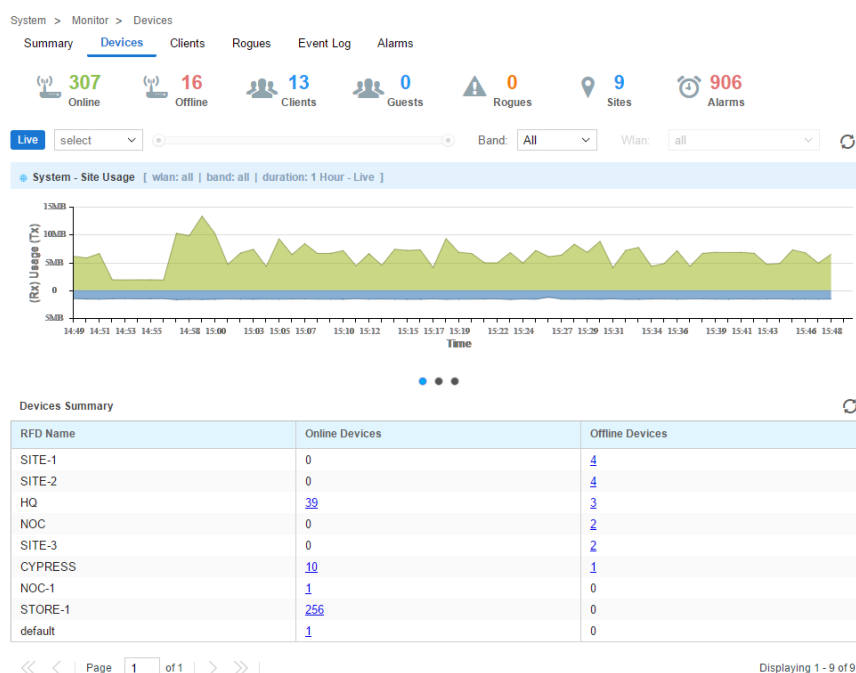 System > Monitor > Devices
Summary Devices Clients Rogues Event Log Alarms
307 16 13 0 0 9 906
Online Offline Clients Guests Rogues Sites Alarms
Live select Band: All Wlan: all
System - Site Usage [ wlan: all | band: all | duration: 1 Hour - Live ]
15MB
10MB
5MB
0
5MB
(Rx) Usage (Tx)
14:49 14:51 14:53 14:55 14:58 15:00 15:03 15:05 15:07 15:10 15:12 15:15 15:17 15:19 15:22 15:24 15:27 15:29 15:31 15:34 15:36 15:39 15:41 15:43 15:46 15:48
Time
Devices Summary
RFD Name Online Devices Offline Devices
SITE-1 0 4
SITE-2 0 4
HQ 39 3
NOC 0 2
SITE-3 0 2
CYPRESS 10 1
NOC-1 1 0
STORE-1 256 0
default 1 0
Page 1 of 1 Displaying 1 - 9 of 9